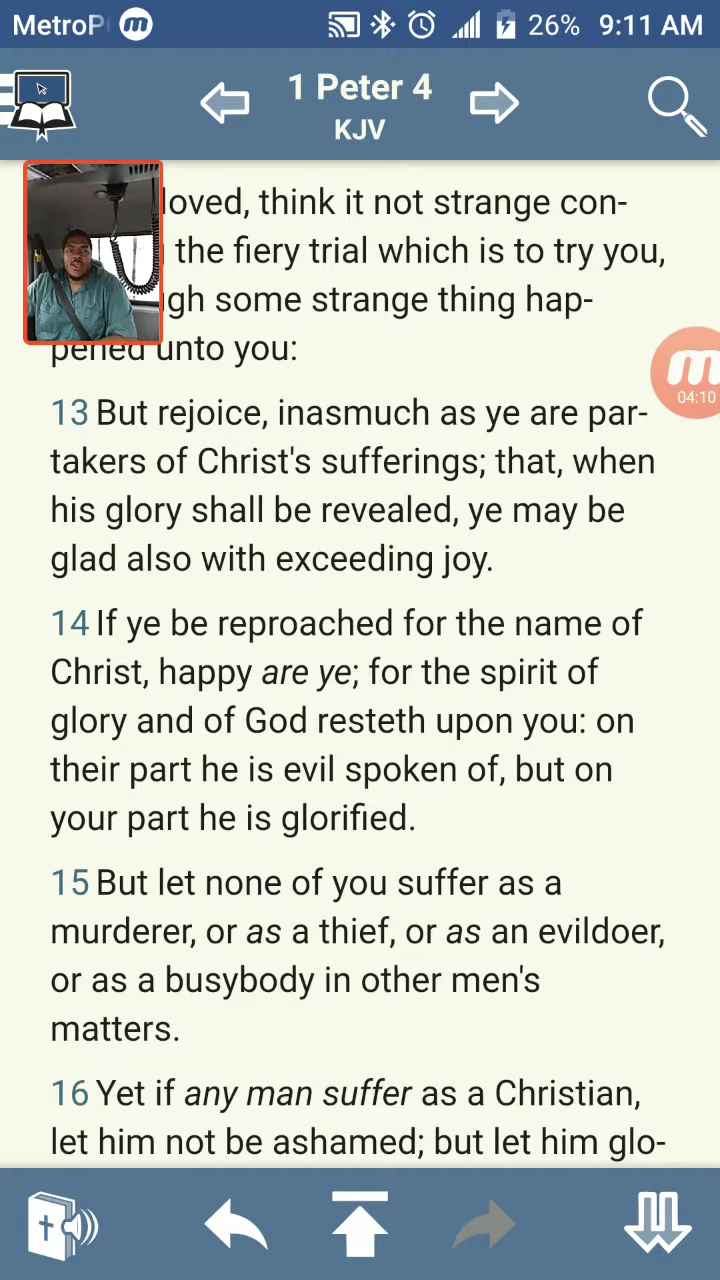 MetroP
26% 9:11 AM
1 Peter 4
KJV
loved, think it not strange con-
the fiery trial which is to try you,
gh some strange thing hap-
pened unto you:
04:10
13 But rejoice, inasmuch as ye are par-
takers of Christ's sufferings; that, when
his glory shall be revealed, ye may be
glad also with exceeding joy.
14 If ye be reproached for the name of
Christ, happy are ye; for the spirit of
glory and of God resteth upon you: on
their part he is evil spoken of, but on
your part he is glorified.
15 But let none of you suffer as a
murderer, or as a thief, or as an evildoer,
or as a busybody in other men's
matters.
16 Yet if any man suffer as a Christian,
let him not be ashamed; but let him glo-